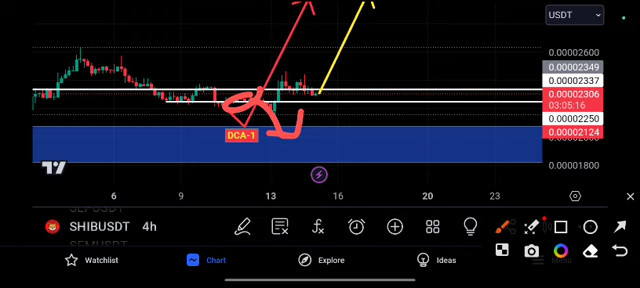 USDT
0.00002600
0.00002349
0.00002337
0.00002306
03:05:16
0.00002250
0.00002124
DCA-1
0.00001800
6
9
13
16
20
23
SHIBUSDT
4h
Watchlist
Chart
Explore
Ideas